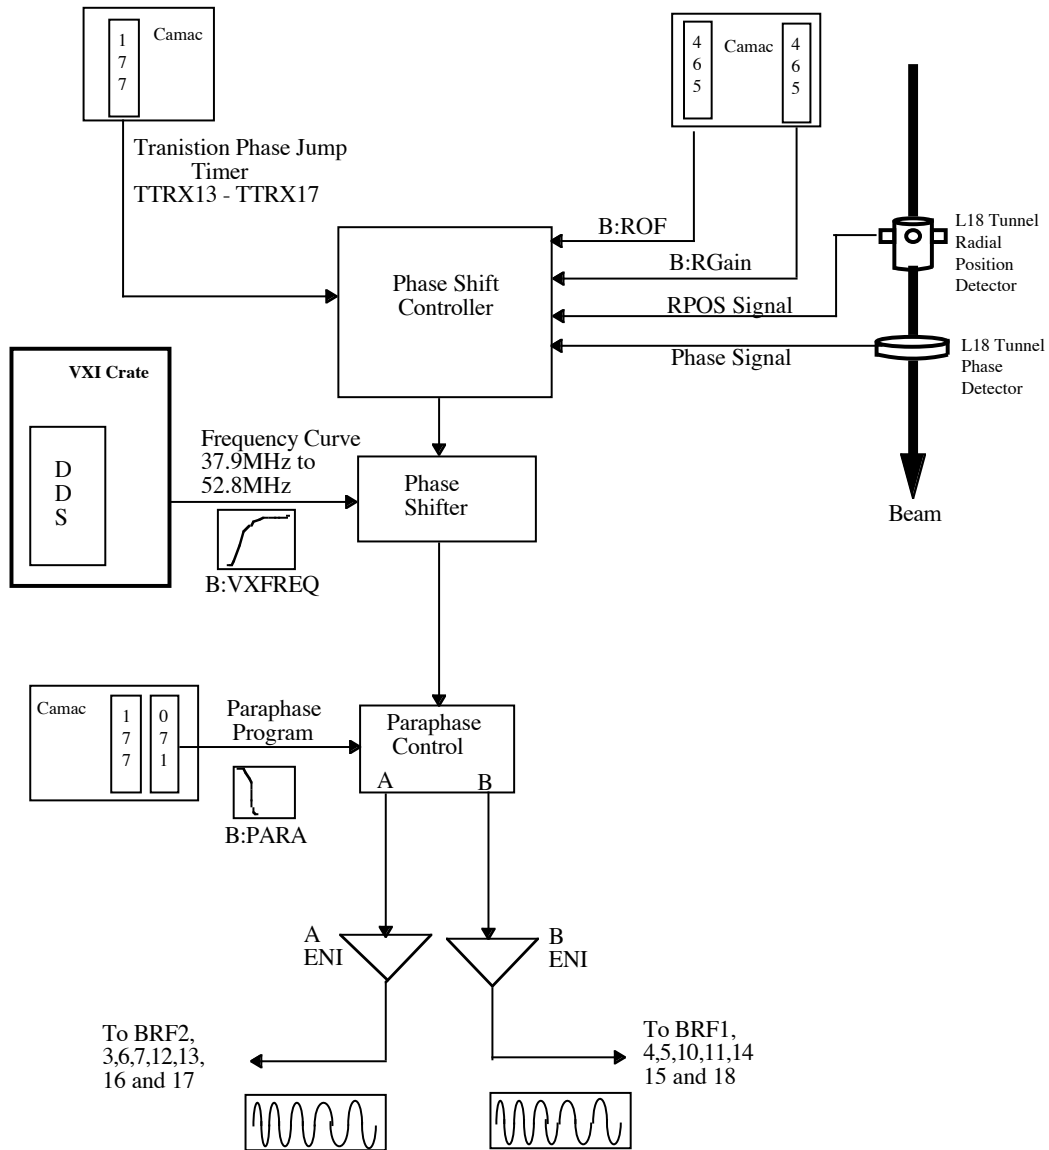 1
7
7
Camac
4
6
5
Camac
4
6
5
Tranistion Phase Jump
Timer
TTRX13 - TTRX17
B:ROF
B:RGain
RPOS Signal
Phase Signal
L18 Tunnel
Radial
Position
Detector
L18 Tunnel
Phase
Detector
Beam
Phase Shift
Controller
VXI Crate
D
D
S
Frequency Curve
37.9MHz to
52.8MHz
B:VXFREQ
Phase
Shifter
Camac
1
7
7
0
7
1
Paraphase
Program
B:PARA
Paraphase
Control
A
B
A
ENI
B
ENI
To BRF2,
3,6,7,12,13,
16 and 17
To BRF1,
4,5,10,11,14
15 and 18